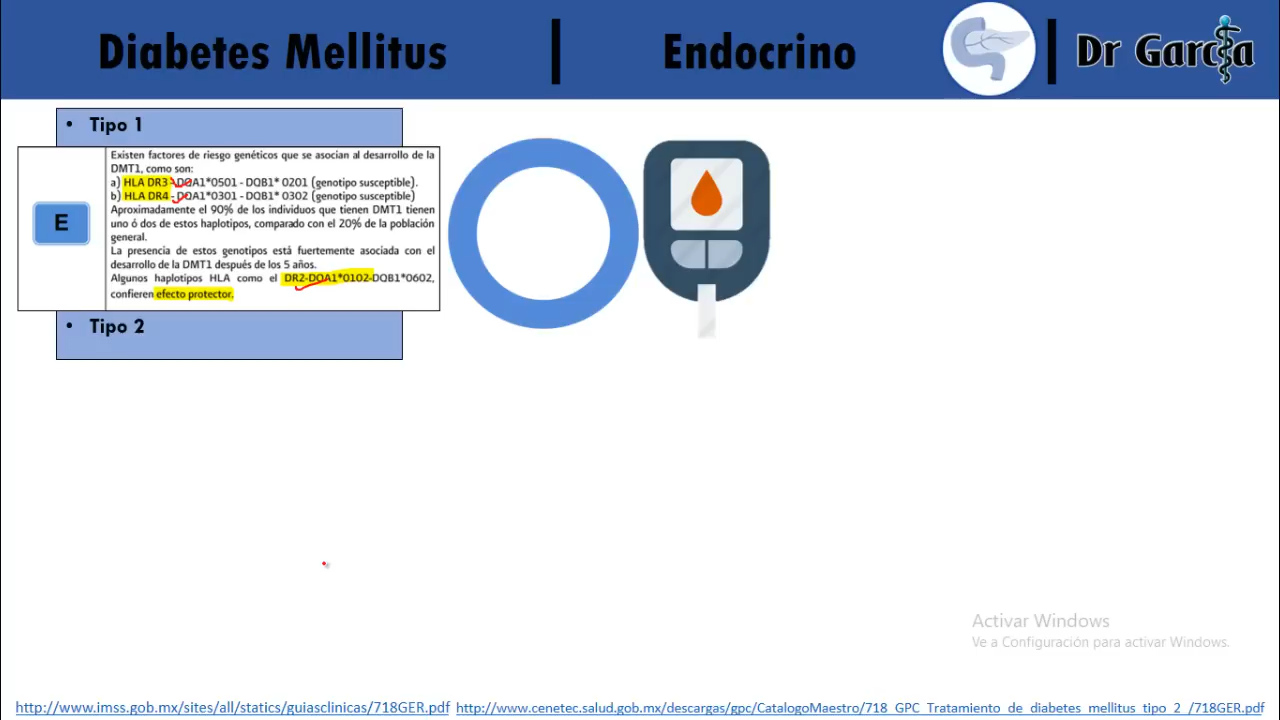 Diabetes Mellitus | Endocrino | Dr García
• Tipo 1
E
Existen factores de riesgo genéticos que se asocian al desarrollo de la
DMT1, como son:
a) HLA DR3 -DQA1*0501 - DQB1* 0201 (genotipo susceptible).
b) HLA DR4 - DQA1*0301 - DQB1* 0302 (genotipo susceptible)
Aproximadamente el 90% de los individuos que tienen DMT1 tienen
uno ó dos de estos haplotipos, comparado con el 20% de la población
general.
La presencia de estos genotipos está fuertemente asociada con el
desarrollo de la DMT1 después de los 5 años.
Algunos haplotipos HLA como el DR2-DQA1*0102-DQB1*0602,
confieren efecto protector.
• Tipo 2
Activar Windows
Ve a Configuración para activar Windows.
http://www.imss.gob.mx/sites/all/statics/guiasclinicas/718GER.pdf http://www.cenetec.salud.gob.mx/descargas/gpc/CatalogoMaestro/718_GPC_Tratamiento_de_diabetes_mellitus_tipo_2_/718GER.pdf